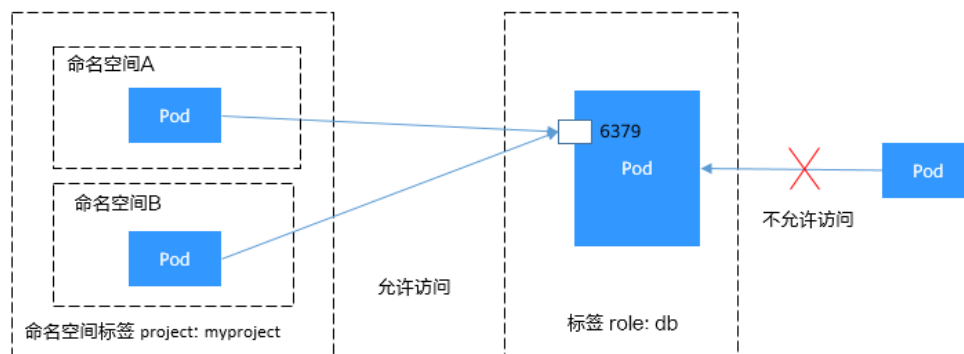 命名空间A
Pod
命名空间B
Pod
命名空间标签 project: myproject
允许访问
6379
Pod
标签 role: db
Pod
不允许访问